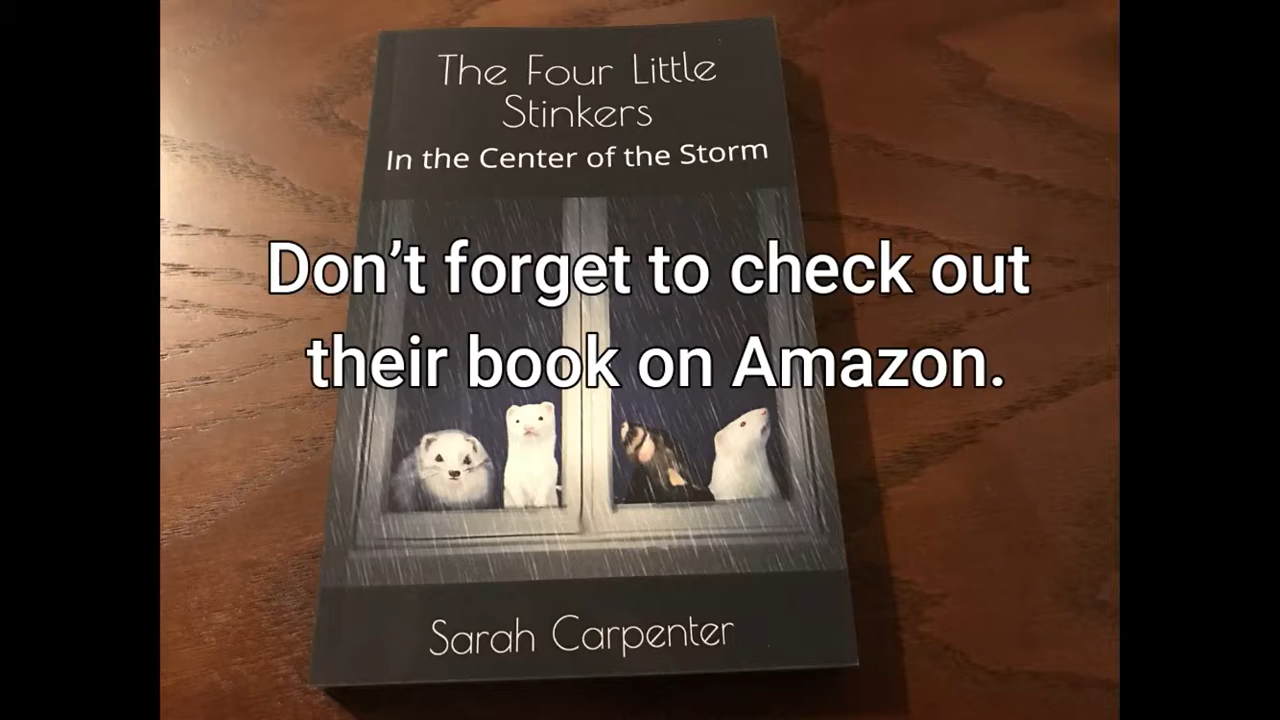 The Four Little
Stinkers
In the Center of the Storm
Don't forget to check out
their book on Amazon.
Sarah Carpenter